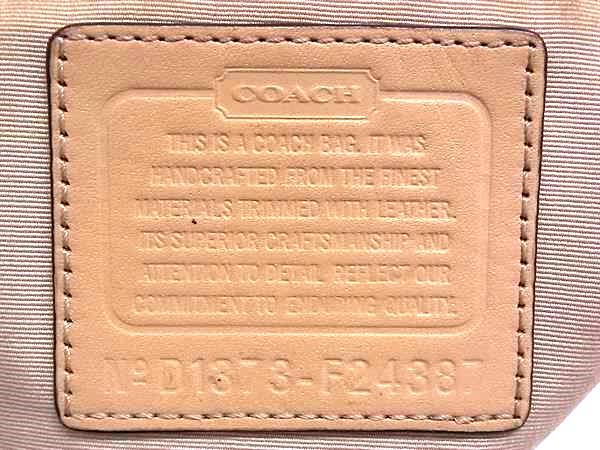 COACH
THIS IS A COACH BAG. IT WAS
HANDCRAFTED FROM THE FINEST
MATERIALS TRIMMED WITH LEATHER.
ITS SUPERIOR CRAFTSMANSHIP AND
ATTENTION TO DETAIL REFLECT OUR
COMMITMENT TO ENDURING QUALITY.
Nº D1373-F24387